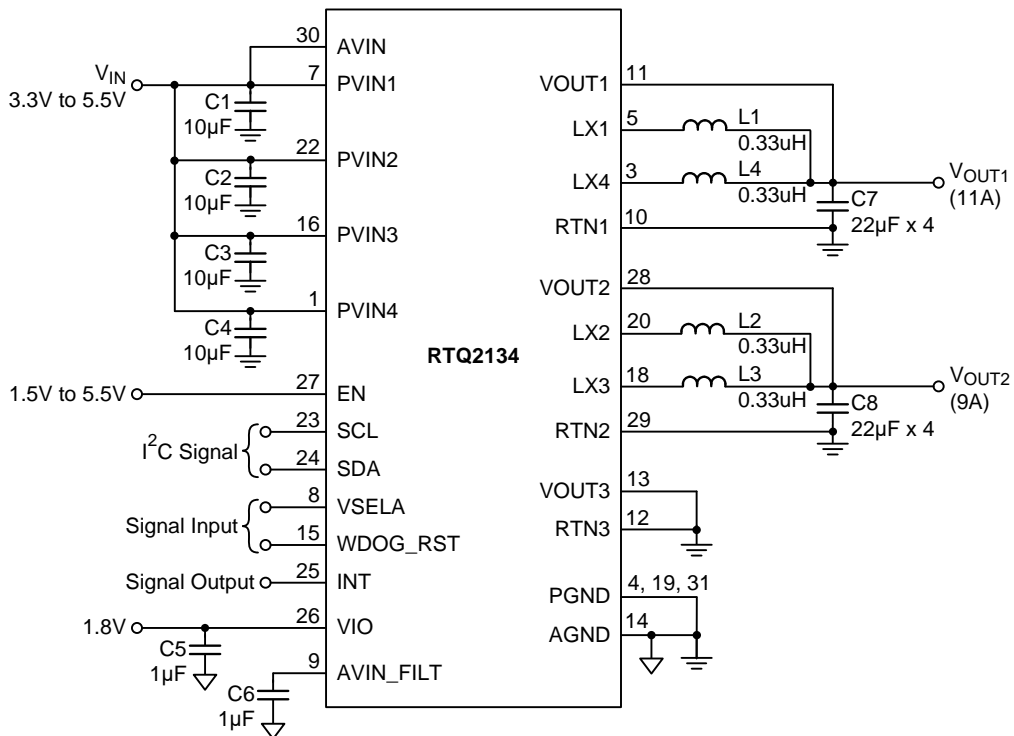 30
AVIN
V_IN
3.3V to 5.5V
7
PVIN1
C1
10µF
22
PVIN2
C2
10µF
16
PVIN3
C3
10µF
1
PVIN4
C4
10µF
1.5V to 5.5V
27
EN
I²C Signal
23
SCL
24
SDA
Signal Input
8
VSELA
15
WDOG_RST
Signal Output
25
INT
1.8V
26
VIO
C5
1µF
9
AVIN_FILT
C6
1µF
RTQ2134
VOUT1
11
LX1
5
L1
0.33uH
LX4
3
L4
0.33uH
V_OUT1
(11A)
RTN1
10
C7
22µF x 4
VOUT2
28
LX2
20
L2
0.33uH
LX3
18
L3
0.33uH
V_OUT2
(9A)
RTN2
29
C8
22µF x 4
VOUT3
13
RTN3
12
PGND
4, 19, 31
AGND
14